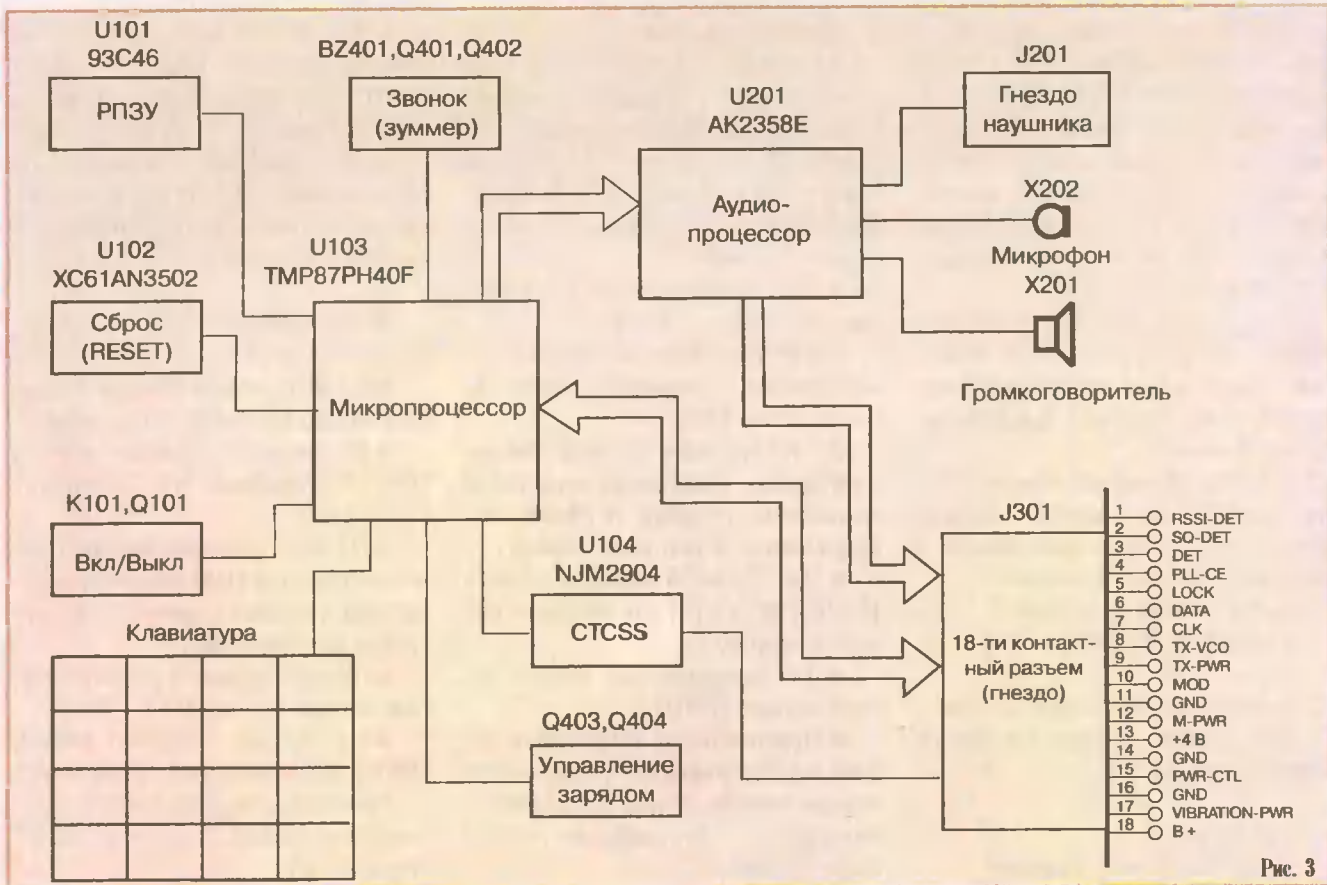 U101
93C46
РПЗУ
BZ401,Q401,Q402
Звонок
(зуммер)
U201
AK2358E
Аудио-
процессор
J201
Гнездо
наушника
X202
Микрофон
X201
Громкоговоритель
U102
XC61AN3502
Сброс
(RESET)
U103
TMP87PH40F
Микропроцессор
K101,Q101
Вкл/Выкл
Клавиатура
U104
NJM2904
CTCSS
Q403,Q404
Управление
зарядом
J301
18-ти контакт-
ный разъем
(гнездо)
1 RSSI-DET
2 SQ-DET
3 DET
4 PLL-CE
5 LOCK
6 DATA
7 CLK
8 TX-VCO
9 TX-PWR
10 MOD
11 GND
12 M-PWR
13 +4 В
14 GND
15 PWR-CTL
16 GND
17 VIBRATION-PWR
18 B+
Рис. 3